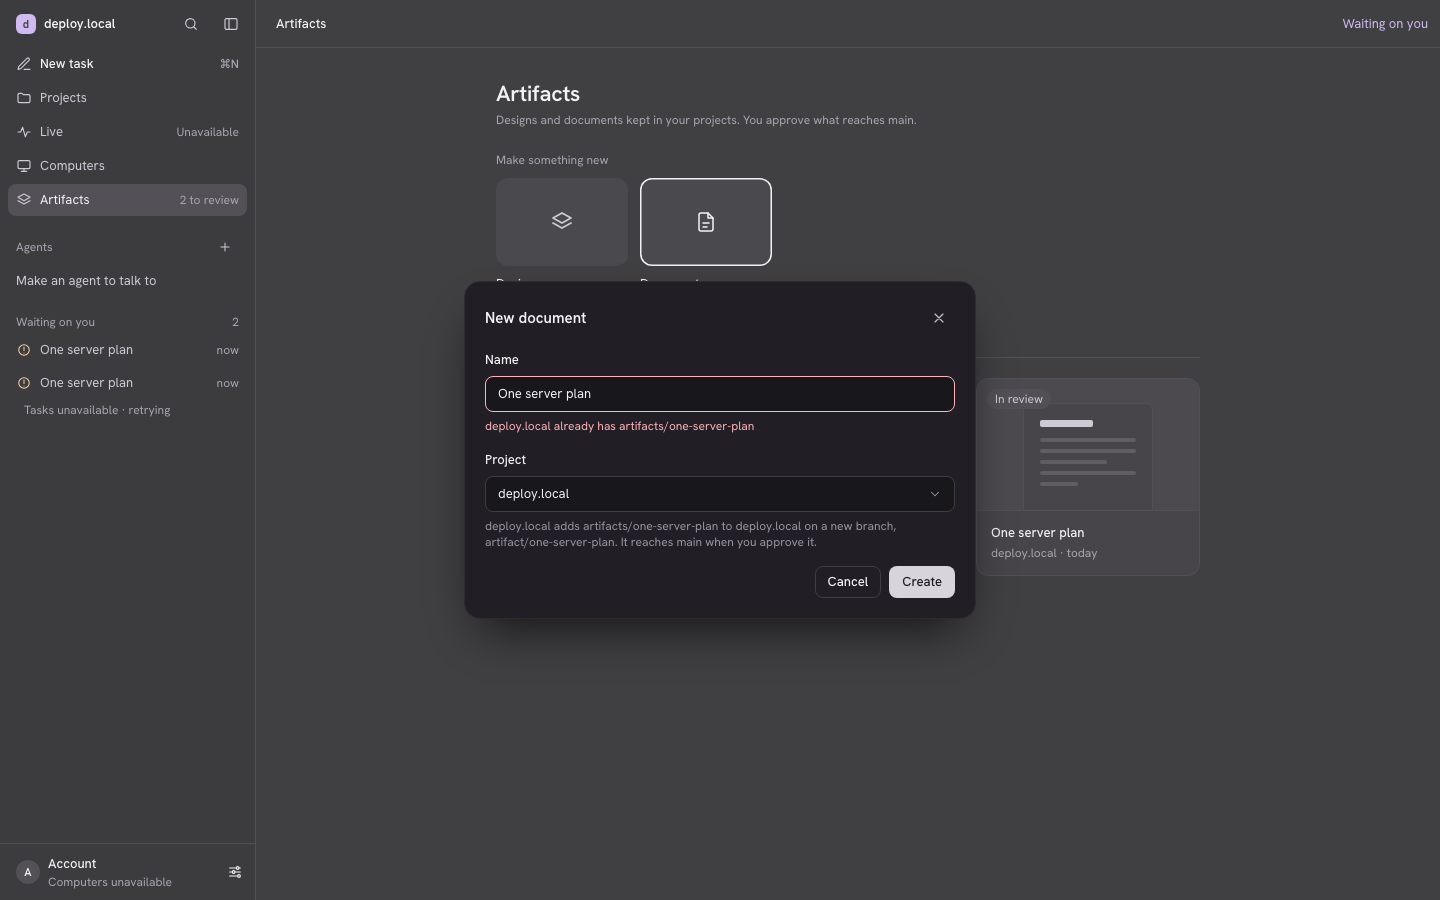 d deploy.local
New task ⌘N
Projects
Live Unavailable
Computers
Artifacts 2 to review
Agents
Make an agent to talk to
Waiting on you 2
One server plan now
One server plan now
Tasks unavailable · retrying
A Account
Computers unavailable
Artifacts
Waiting on you
Artifacts
Designs and documents kept in your projects. You approve what reaches main.
Make something new
New document
Name
One server plan
deploy.local already has artifacts/one-server-plan
Project
deploy.local
deploy.local adds artifacts/one-server-plan to deploy.local on a new branch,
artifact/one-server-plan. It reaches main when you approve it.
Cancel Create
In review
One server plan
deploy.local · today